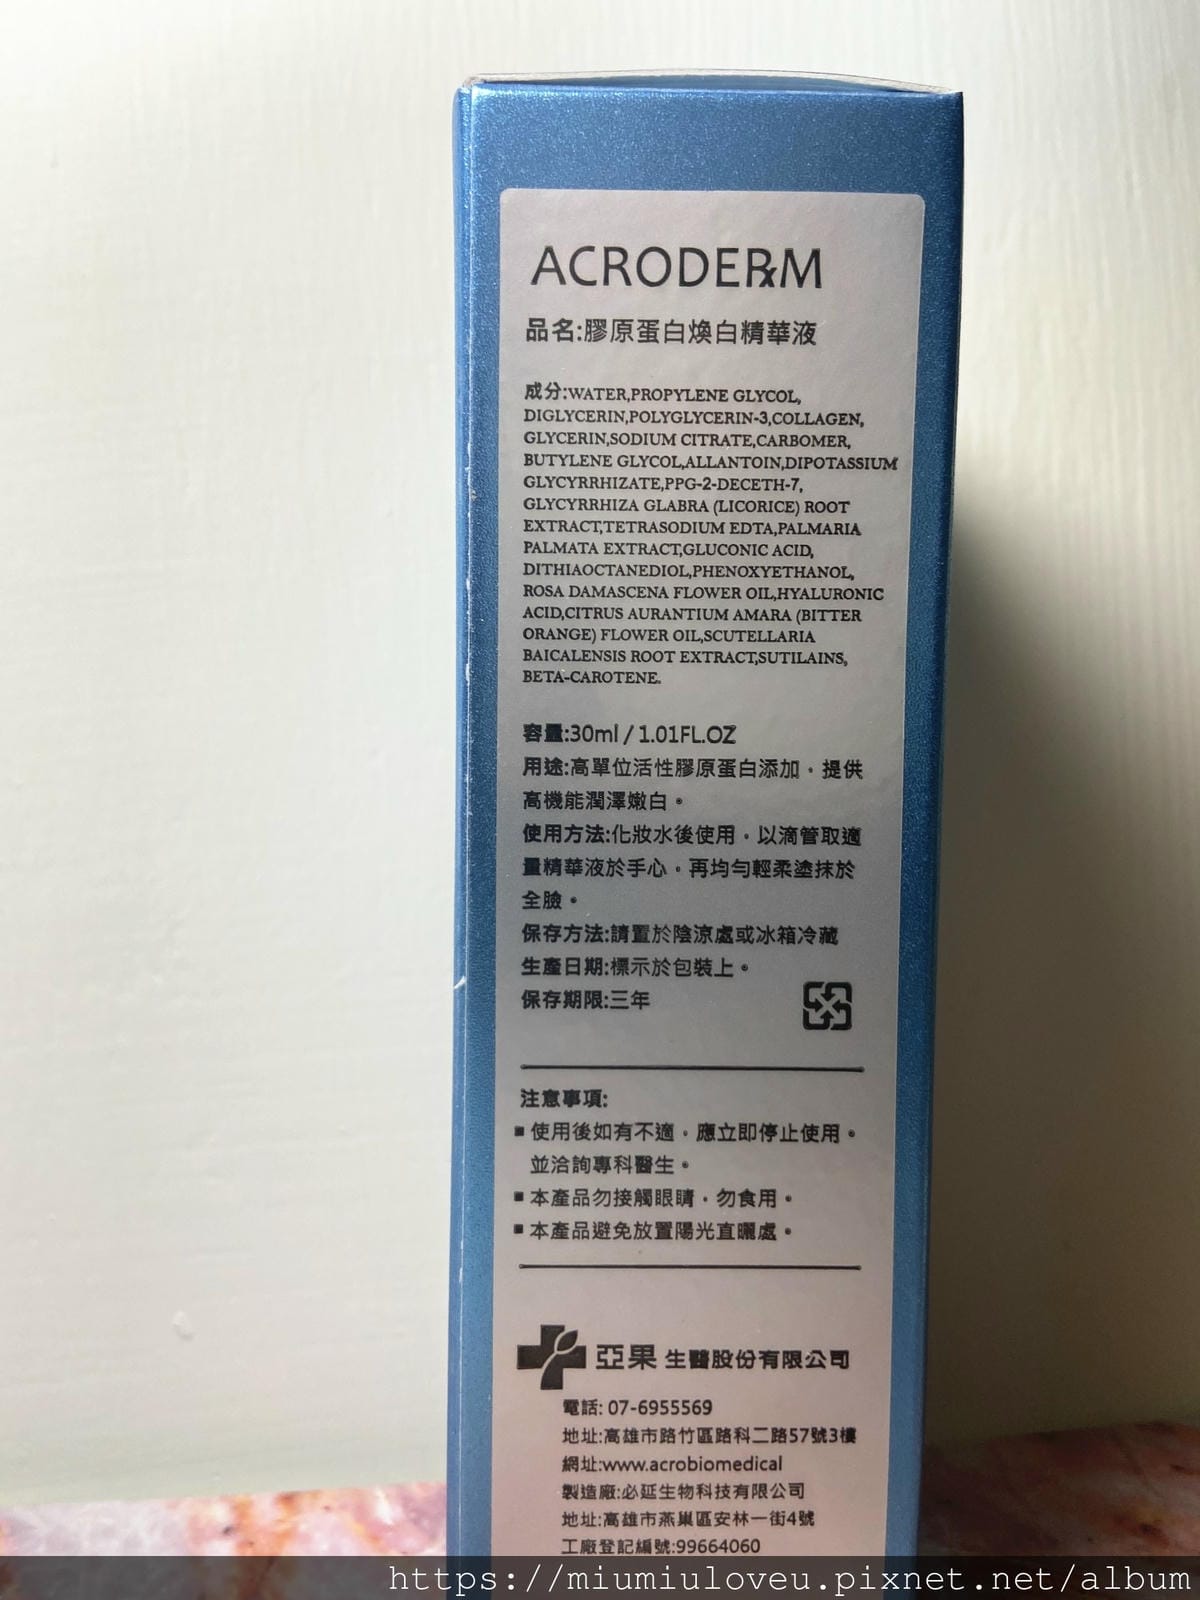 ACRODERxM
品名:膠原蛋白煥白精華液
成分:WATER,PROPYLENE GLYCOL,
DIGLYCERIN,POLYGLYCERIN-3,COLLAGEN,
GLYCERIN,SODIUM CITRATE,CARBOMER,
BUTYLENE GLYCOL,ALLANTOIN,DIPOTASSIUM
GLYCYRRHIZATE,PPG-2-DECETH-7,
GLYCYRRHIZA GLABRA (LICORICE) ROOT
EXTRACT,TETRASODIUM EDTA,PALMARIA
PALMATA EXTRACT,GLUCONIC ACID,
DITHIAOCTANEDIOL,PHENOXYETHANOL,
ROSA DAMASCENA FLOWER OIL,HYALURONIC
ACID,CITRUS AURANTIUM AMARA (BITTER
ORANGE) FLOWER OIL,SCUTELLARIA
BAICALENSIS ROOT EXTRACT,SUTILAINS,
BETA-CAROTENE.
容量:30ml / 1.01FL.OZ
用途:高單位活性膠原蛋白添加，提供
高機能潤澤嫩白。
使用方法:化妝水後使用，以滴管取適
量精華液於手心，再均勻輕柔塗抹於
全臉。
保存方法:請置於陰涼處或冰箱冷藏
生產日期:標示於包裝上。
保存期限:三年
注意事項:
▪使用後如有不適，應立即停止使用。
並洽詢專科醫生。
▪本產品勿接觸眼睛，勿食用。
▪本產品避免放置陽光直曬處。
亞果 生醫股份有限公司
電話: 07-6955569
地址:高雄市路竹區路科二路57號3樓
網址:www.acrobiomedical
製造廠:必延生物科技有限公司
地址:高雄市燕巢區安林一街4號
工廠登記編號:99664060
https://miumiuloveu.pixnet.net/album